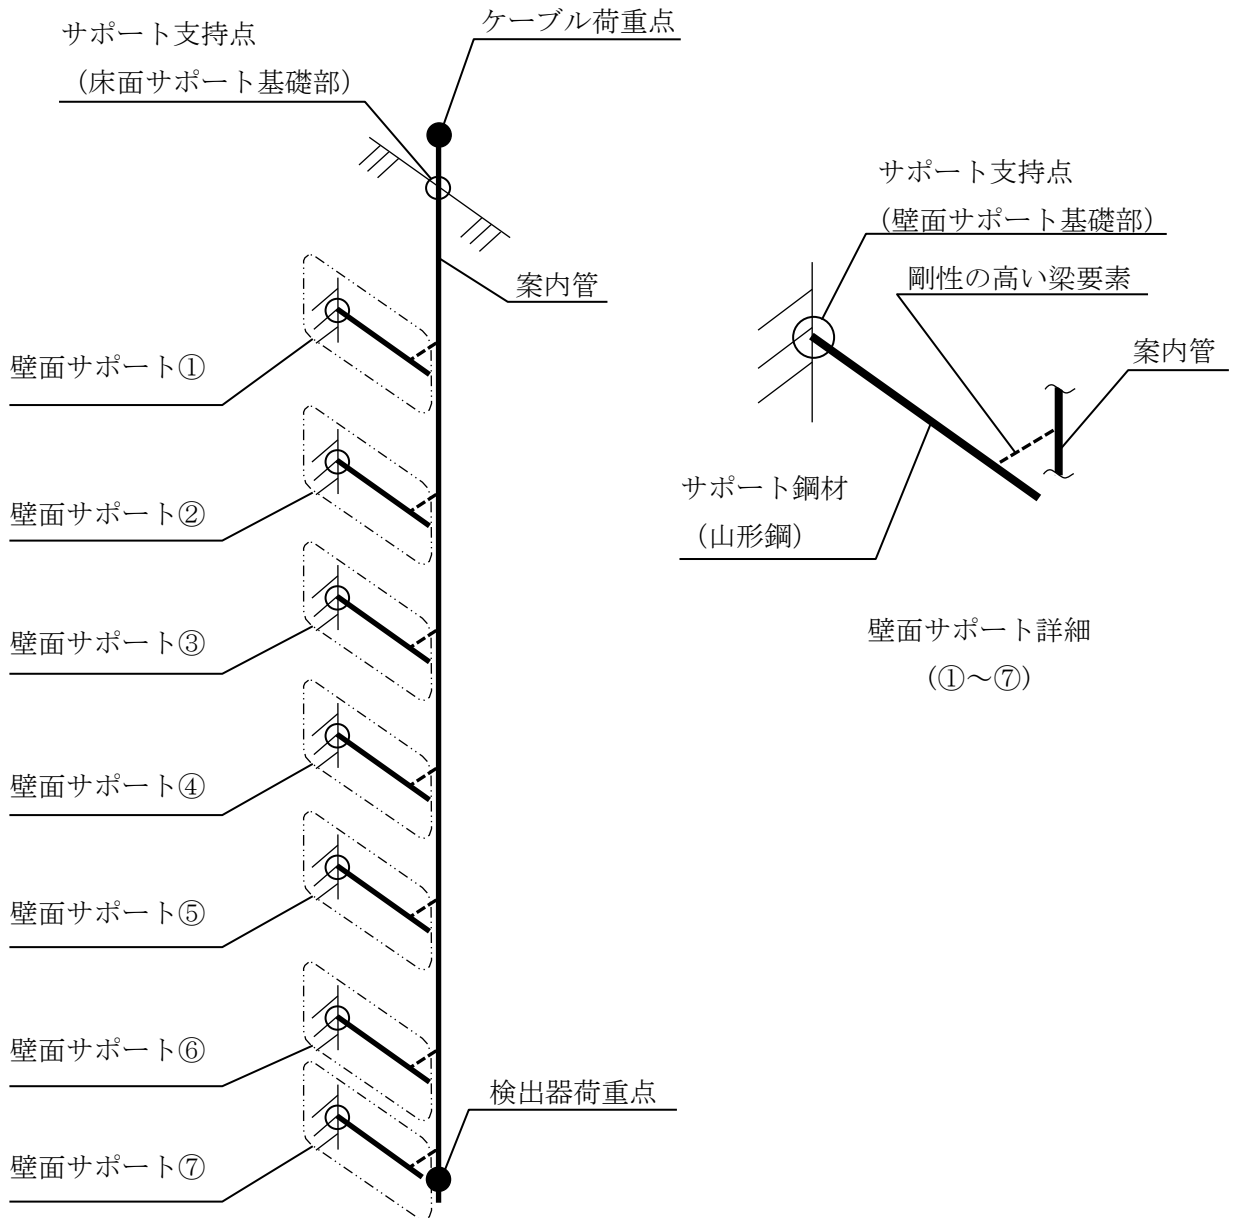 サポート支持点
（床面サポート基礎部）
ケーブル荷重点
案内管
壁面サポート①
壁面サポート②
壁面サポート③
壁面サポート④
壁面サポート⑤
壁面サポート⑥
壁面サポート⑦
検出器荷重点
サポート支持点
（壁面サポート基礎部）
剛性の高い梁要素
案内管
サポート鋼材
（山形鋼）
壁面サポート詳細
（①～⑦）